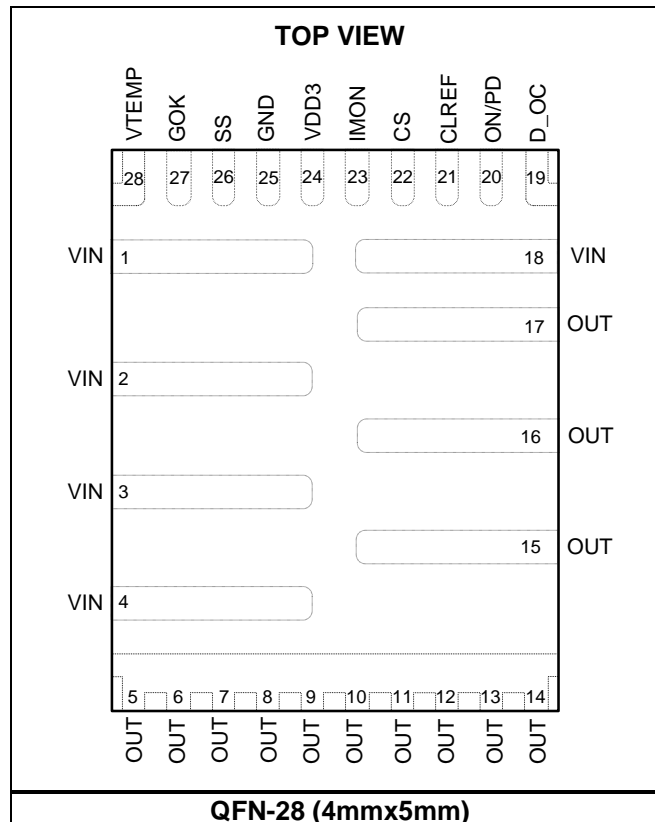 TOP VIEW
VTEMP GOK SS GND VDD3 IMON CS CLREF ON/PD D_OC
28 27 26 25 24 23 22 21 20 19
VIN 1 18 VIN
17 OUT
VIN 2
16 OUT
VIN 3
15 OUT
VIN 4
5 6 7 8 9 10 11 12 13 14
OUT OUT OUT OUT OUT OUT OUT OUT OUT OUT
QFN-28 (4mmx5mm)